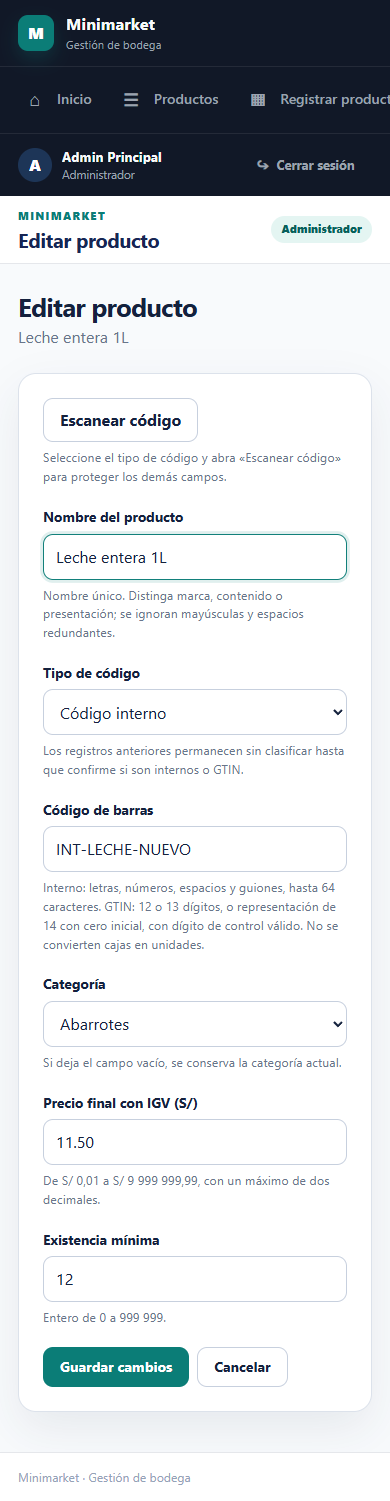 M
Minimarket
Gestión de bodega
Inicio
Productos
Registrar product
A
Admin Principal
Administrador
Cerrar sesión
MINIMARKET
Editar producto
Administrador
Editar producto
Leche entera 1L
Escanear código
Seleccione el tipo de código y abra «Escanear código»
para proteger los demás campos.
Nombre del producto
Leche entera 1L
Nombre único. Distinga marca, contenido o
presentación; se ignoran mayúsculas y espacios
redundantes.
Tipo de código
Código interno
Los registros anteriores permanecen sin clasificar hasta
que confirme si son internos o GTIN.
Código de barras
INT-LECHE-NUEVO
Interno: letras, números, espacios y guiones, hasta 64
caracteres. GTIN: 12 o 13 dígitos, o representación de
14 con cero inicial, con dígito de control válido. No se
convierten cajas en unidades.
Categoría
Abarrotes
Si deja el campo vacío, se conserva la categoría actual.
Precio final con IGV (S/)
11.50
De S/ 0,01 a S/ 9 999 999,99, con un máximo de dos
decimales.
Existencia mínima
12
Entero de 0 a 999 999.
Guardar cambios
Cancelar
Minimarket · Gestión de bodega